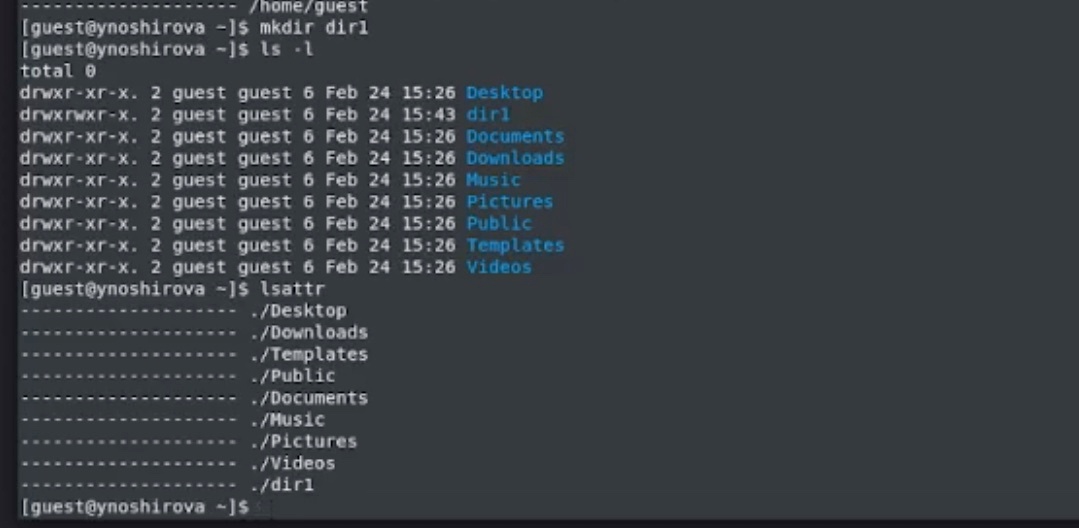 -------------------- /home/guest
[guest@ynoshirova ~]$ mkdir dir1
[guest@ynoshirova ~]$ ls -l
total 0
drwxr-xr-x. 2 guest guest 6 Feb 24 15:26 Desktop
drwxrwxr-x. 2 guest guest 6 Feb 24 15:43 dir1
drwxr-xr-x. 2 guest guest 6 Feb 24 15:26 Documents
drwxr-xr-x. 2 guest guest 6 Feb 24 15:26 Downloads
drwxr-xr-x. 2 guest guest 6 Feb 24 15:26 Music
drwxr-xr-x. 2 guest guest 6 Feb 24 15:26 Pictures
drwxr-xr-x. 2 guest guest 6 Feb 24 15:26 Public
drwxr-xr-x. 2 guest guest 6 Feb 24 15:26 Templates
drwxr-xr-x. 2 guest guest 6 Feb 24 15:26 Videos
[guest@ynoshirova ~]$ lsattr
-------------------- ./Desktop
-------------------- ./Downloads
-------------------- ./Templates
-------------------- ./Public
-------------------- ./Documents
-------------------- ./Music
-------------------- ./Pictures
-------------------- ./Videos
-------------------- ./dir1
[guest@ynoshirova ~]$